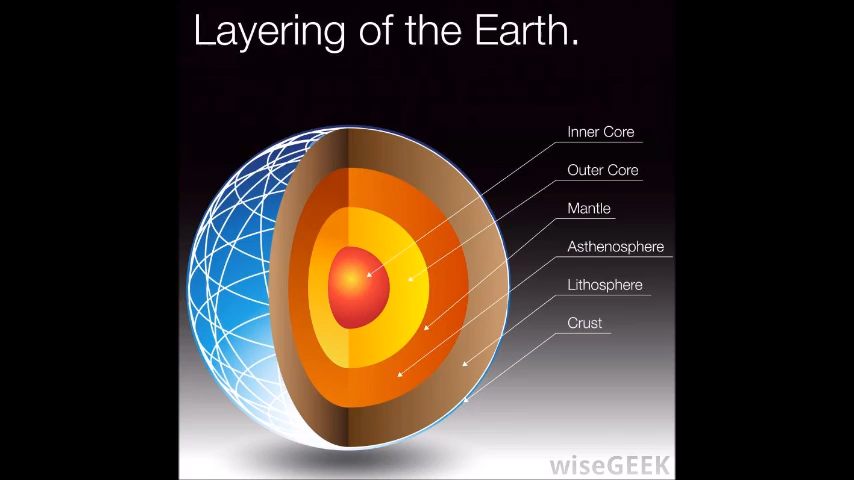 Layering of the Earth.
Inner Core
Outer Core
Mantle
Asthenosphere
Lithosphere
Crust
wiseGEEK